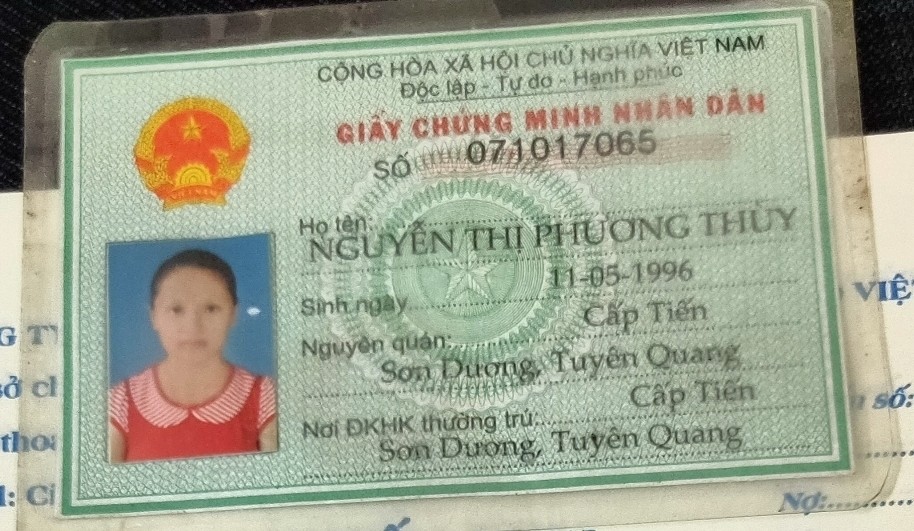 CỘNG HÒA XÃ HỘI CHỦ NGHĨA VIỆT NAM
Độc lập - Tự do - Hạnh phúc
GIẤY CHỨNG MINH NHÂN DÂN
SỐ 071017065
Họ tên: NGUYỄN THỊ PHƯƠNG THÙY
Sinh ngày 11-05-1996
Nguyên quán: Cấp Tiến
Sơn Dương, Tuyên Quang
Nơi ĐKHK thường trú: Cấp Tiến
Sơn Dương, Tuyên Quang
VIỆT
số:
Nợ: